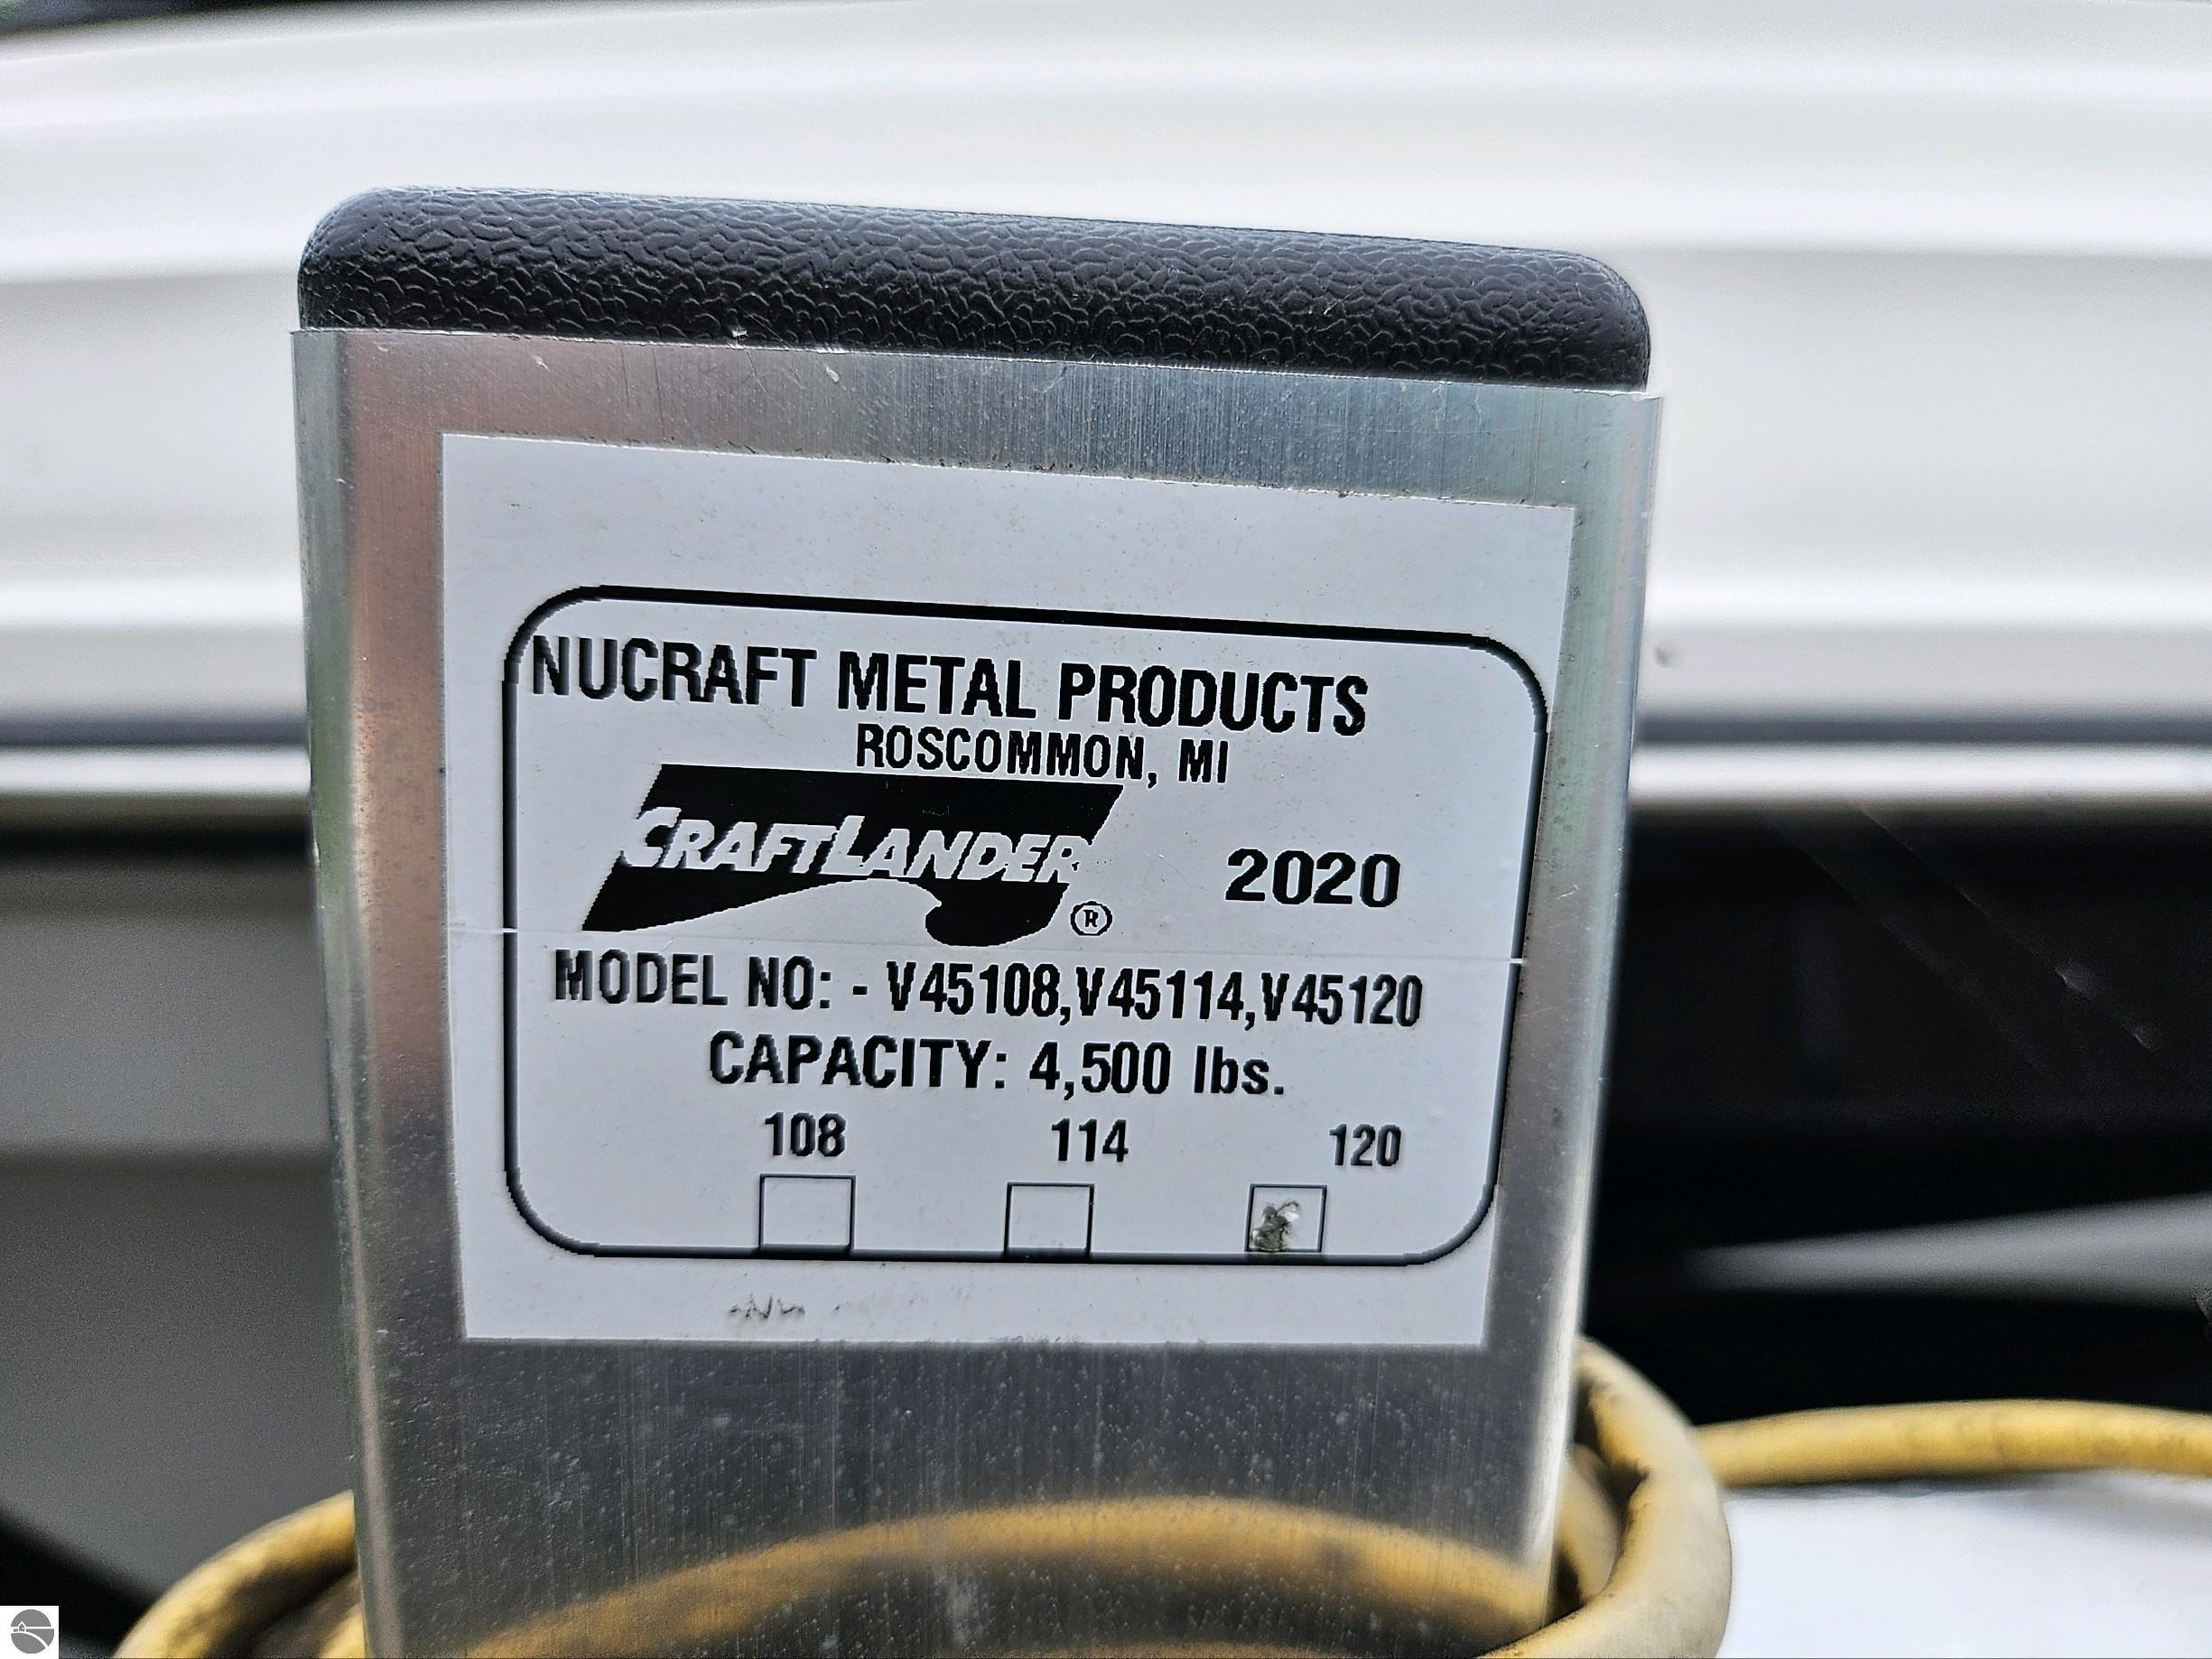 NUCRAFT METAL PRODUCTS
ROSCOMMON, MI
CRAFTLANDER ® 2020
MODEL NO: - V45108,V45114,V45120
CAPACITY: 4,500 lbs.
108 114 120